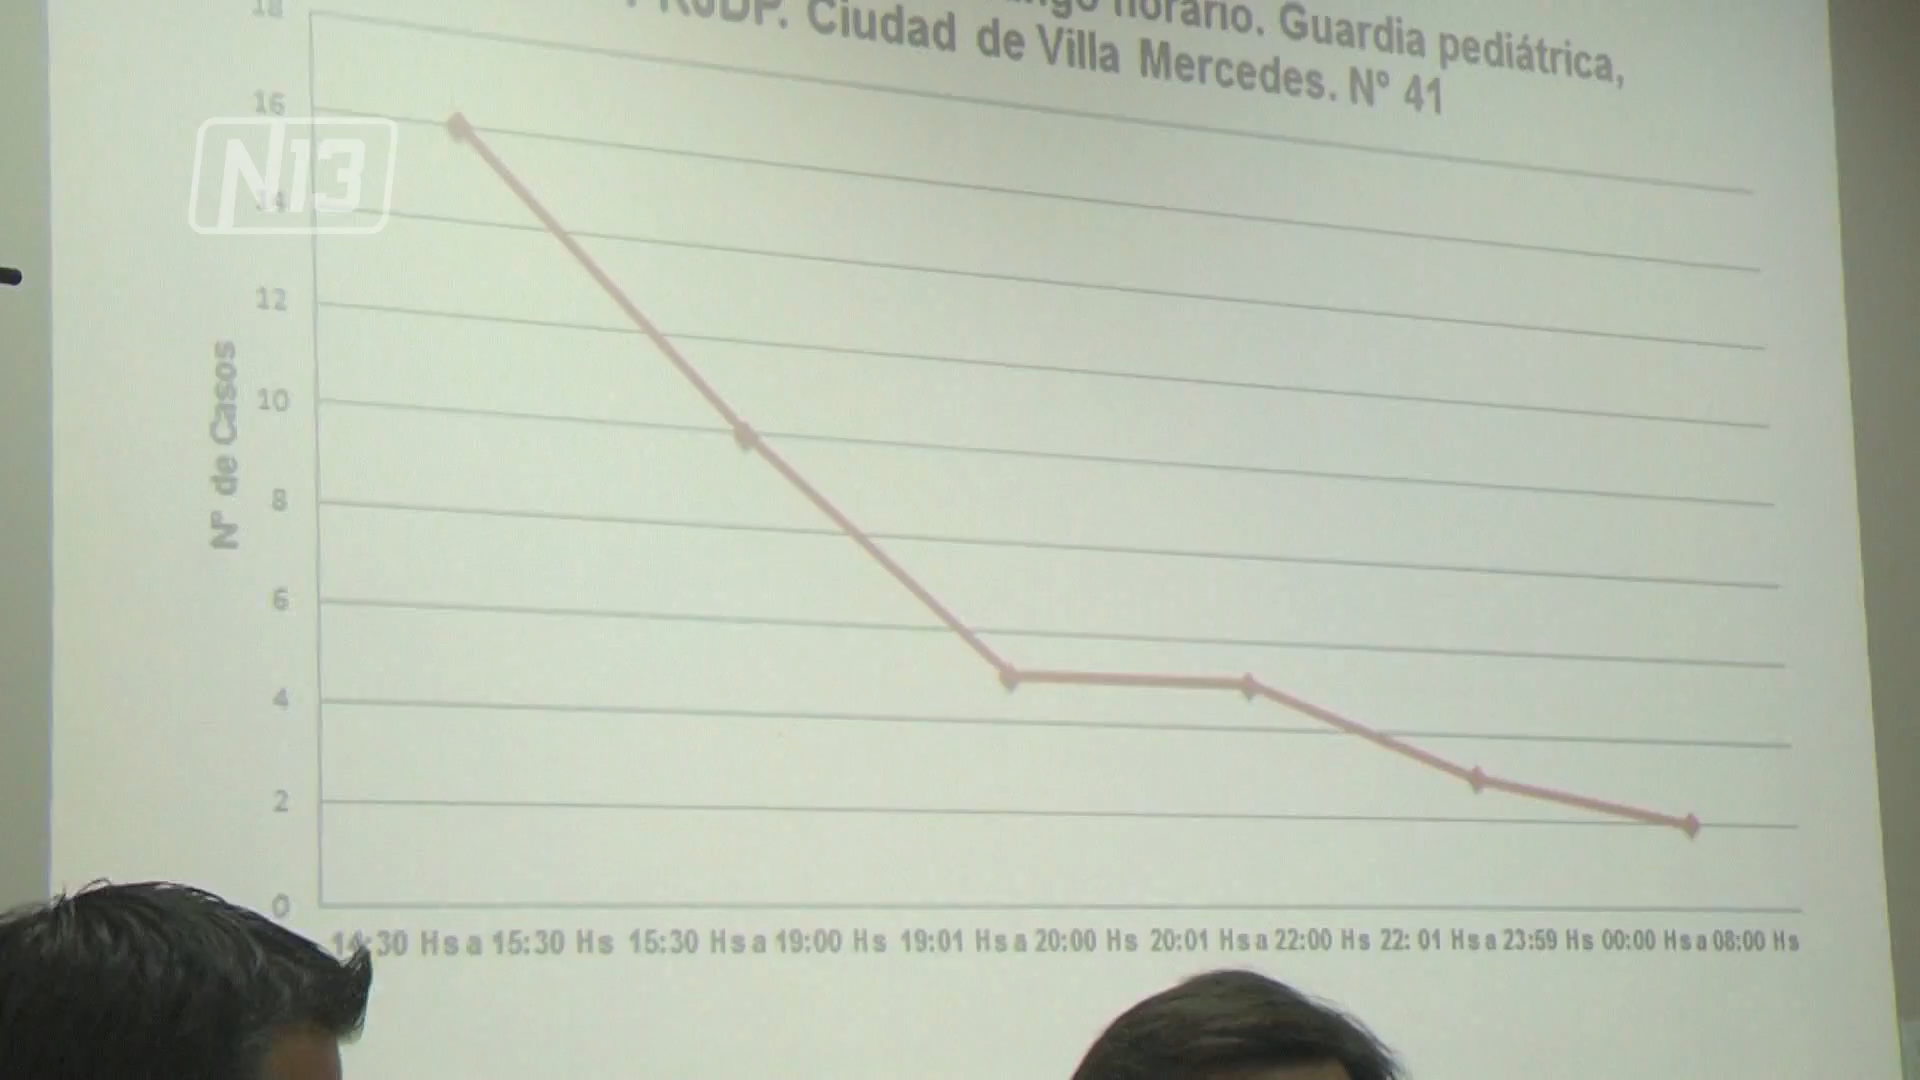 horario. Guardia pediátrica,
Ciudad de Villa Mercedes. N° 41
N13
18
16
14
12
10
8
6
4
2
0
N° de Casos
14:30 Hs a 15:30 Hs 15:30 Hs a 19:00 Hs 19:01 Hs a 20:00 Hs 20:01 Hs a 22:00 Hs 22: 01 Hs a 23:59 Hs 00:00 Hs a 08:00 Hs